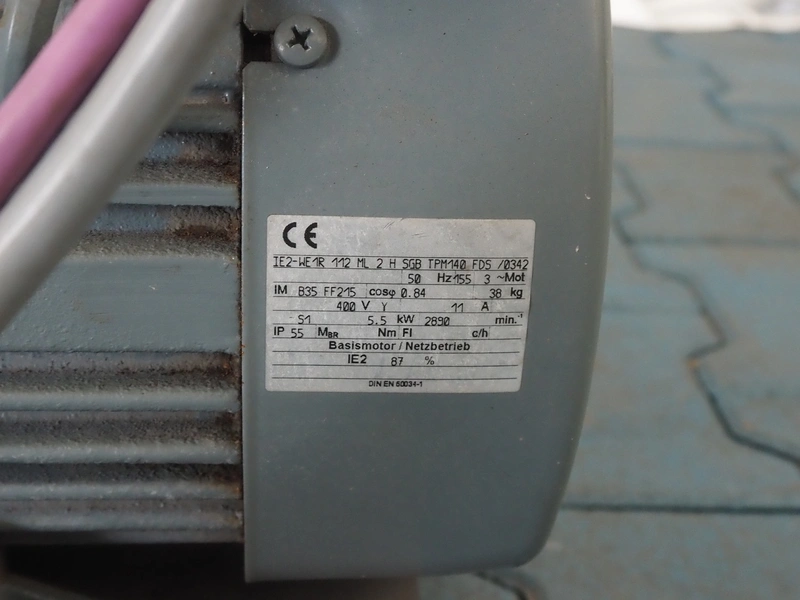 CE
IE2-WE1R 112 ML 2 H SGB TPM140 FDS /0342
50 Hz 155 3 ~Mot
IM B35 FF215 cosφ 0.84 38 kg
400 V Y 11 A
S1 5.5 kW 2890 min.⁻¹
IP 55 MBR Nm FI c/h
Basismotor / Netzbetrieb
IE2 87 %
DIN EN 60034-1